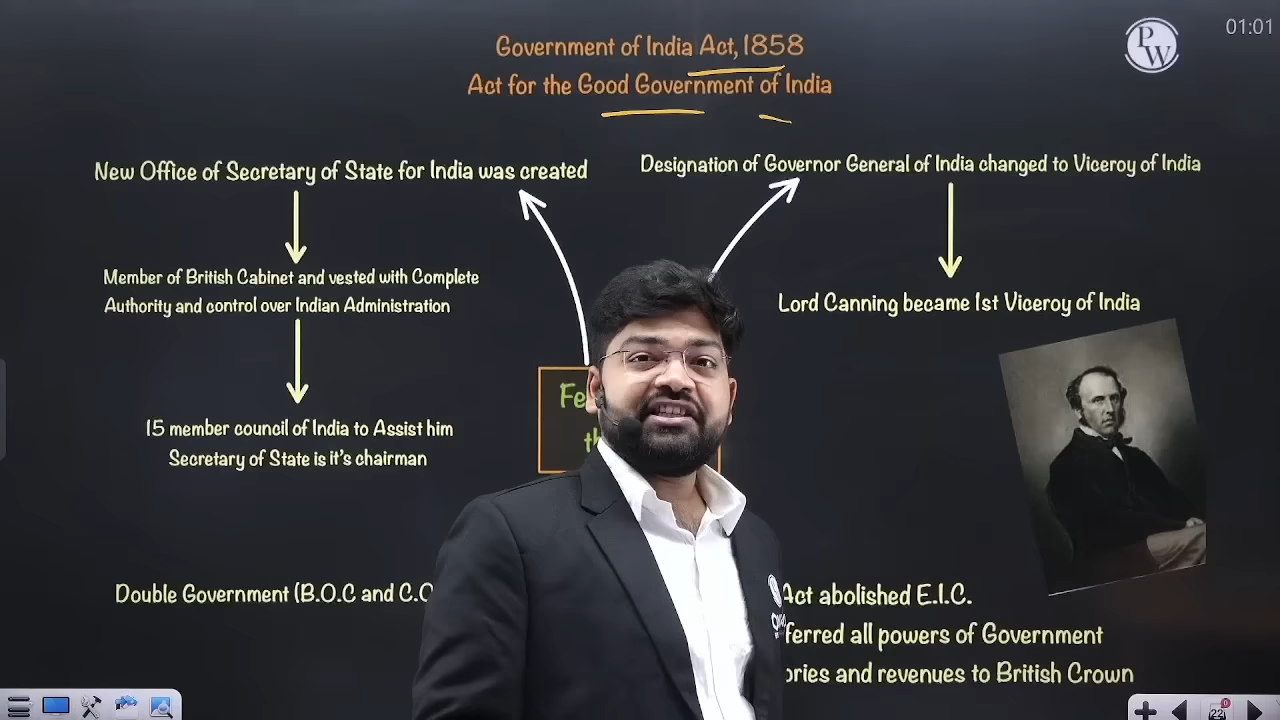 Government of India Act, 1858
Act for the Good Government of India
PW
01:01
New Office of Secretary of State for India was created
Designation of Governor General of India changed to Viceroy of India
Member of British Cabinet and vested with Complete
Authority and control over Indian Administration
Lord Canning became 1st Viceroy of India
15 member council of India to Assist him
Secretary of State is it's chairman
Double Government (B.O.C and C.O
Act abolished E.I.C.
ferred all powers of Government
ories and revenues to British Crown
22